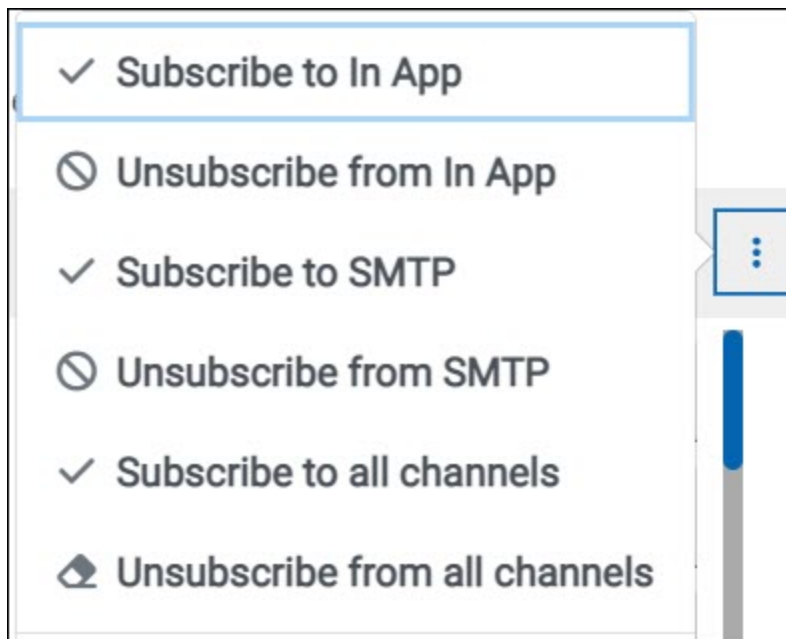 Subscribe to In App
Unsubscribe from In App
Subscribe to SMTP
Unsubscribe from SMTP
Subscribe to all channels
Unsubscribe from all channels